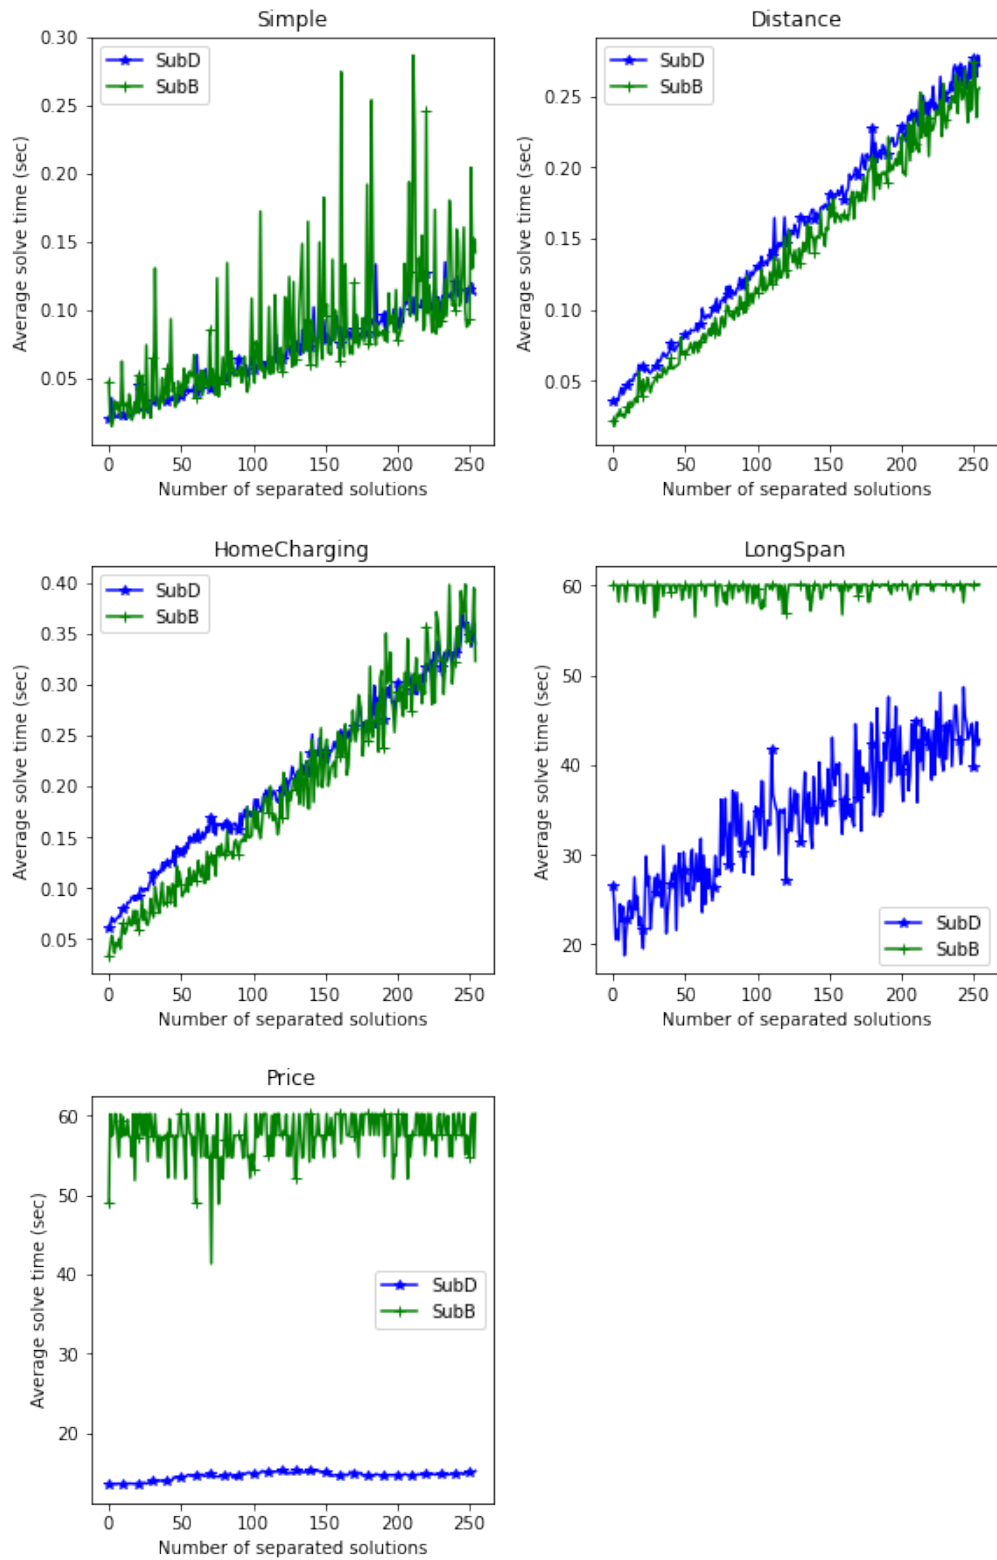 Simple
Average solve time (sec)
0.30
0.25
0.20
0.15
0.10
0.05
SubD
SubB
0 50 100 150 200 250
Number of separated solutions
Distance
Average solve time (sec)
0.25
0.20
0.15
0.10
0.05
SubD
SubB
0 50 100 150 200 250
Number of separated solutions
HomeCharging
Average solve time (sec)
0.40
0.35
0.30
0.25
0.20
0.15
0.10
0.05
SubD
SubB
0 50 100 150 200 250
Number of separated solutions
LongSpan
Average solve time (sec)
60
50
40
30
20
SubD
SubB
0 50 100 150 200 250
Number of separated solutions
Price
Average solve time (sec)
60
50
40
30
20
SubD
SubB
0 50 100 150 200 250
Number of separated solutions